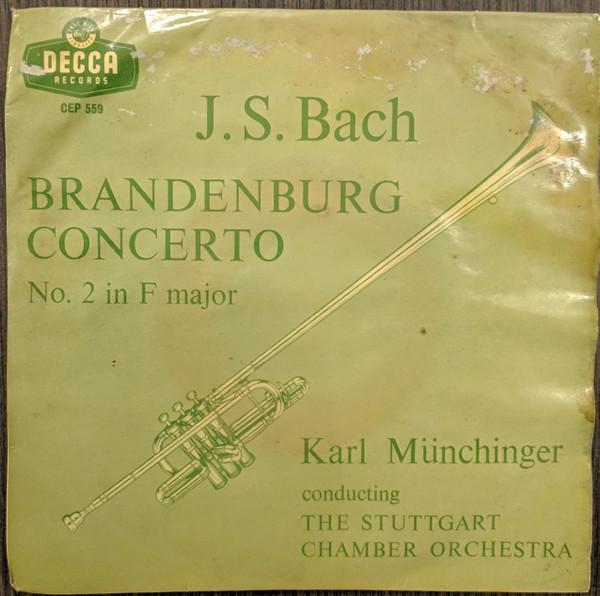 DECCA
RECORDS
CEP 559
J. S. Bach
BRANDENBURG
CONCERTO
No. 2 in F major
Karl Münchinger
conducting
THE STUTTGART
CHAMBER ORCHESTRA